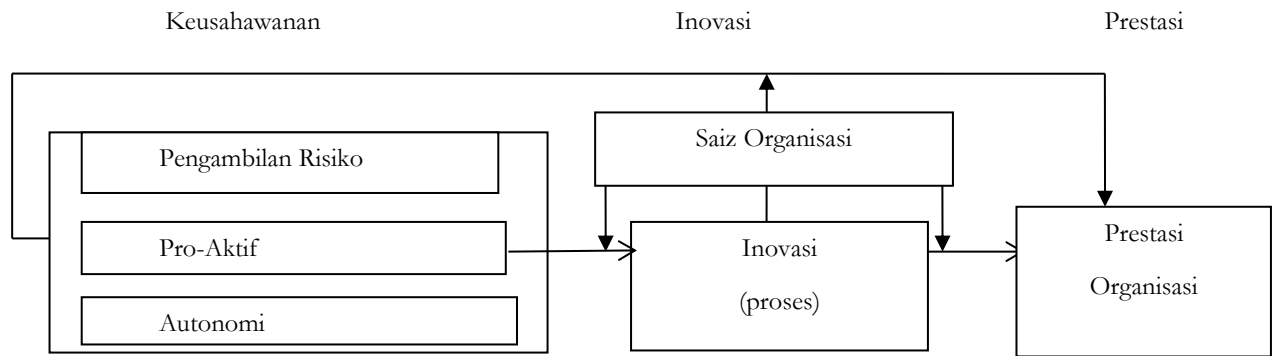 Keusahawanan
Inovasi
Prestasi
Saiz Organisasi
Pengambilan Risiko
Pro-Aktif
Autonomi
Inovasi
(proses)
Prestasi
Organisasi